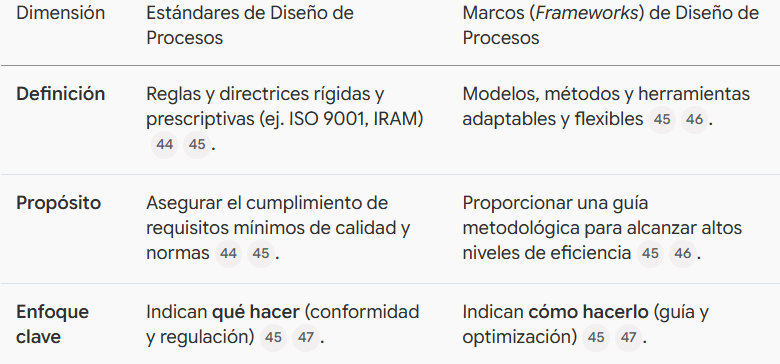 Dimensión
Estándares de Diseño de
Procesos
Marcos (Frameworks) de Diseño de
Procesos
Definición
Reglas y directrices rígidas y
prescriptivas (ej. ISO 9001, IRAM)
44 45 .
Modelos, métodos y herramientas
adaptables y flexibles 45 46 .
Propósito
Asegurar el cumplimiento de
requisitos mínimos de calidad y
normas 44 45 .
Proporcionar una guía
metodológica para alcanzar altos
niveles de eficiencia 45 46 .
Enfoque
clave
Indican qué hacer (conformidad
y regulación) 45 47 .
Indican cómo hacerlo (guía y
optimización) 45 47 .